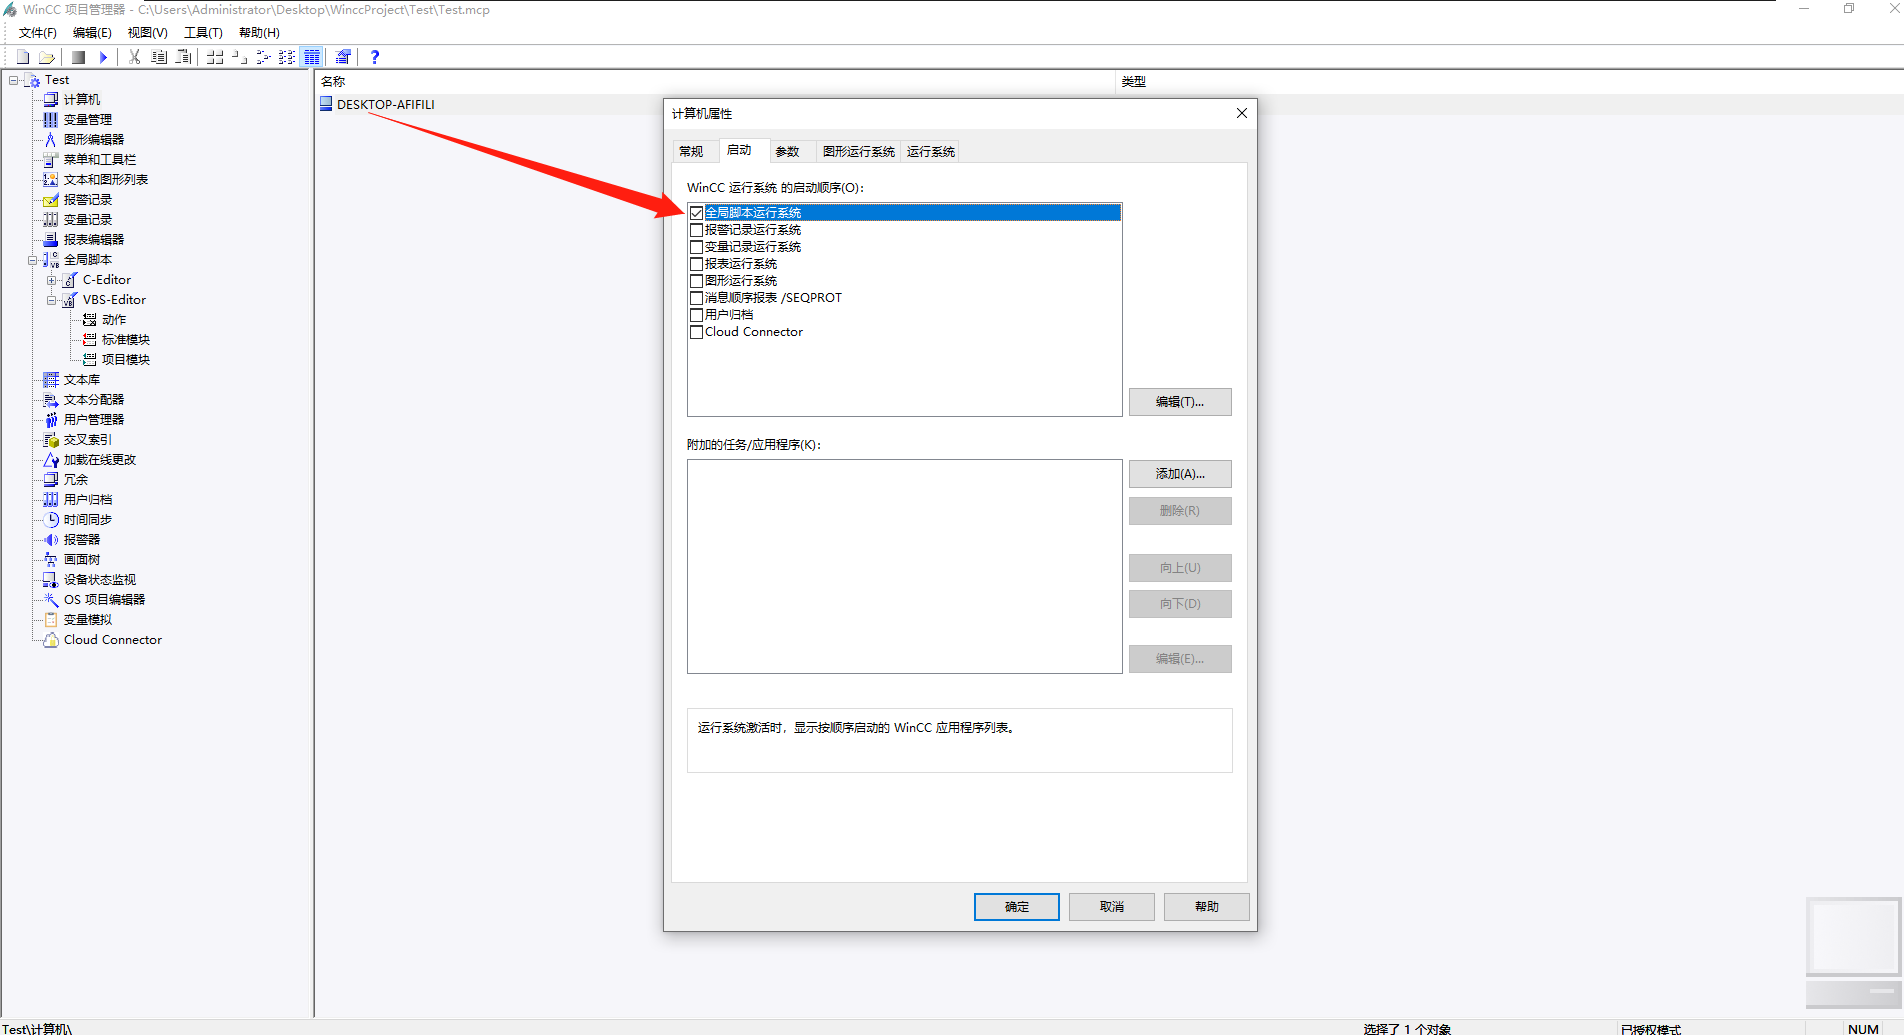 WinCC 项目管理器 - C:\Users\Administrator\Desktop\WinccProject\Test\Test.mcp
文件(F) 编辑(E) 视图(V) 工具(T) 帮助(H)
Test
计算机
变量管理
图形编辑器
菜单和工具栏
文本和图形列表
报警记录
变量记录
报表编辑器
全局脚本
C-Editor
VBS-Editor
动作
标准模块
项目模块
文本库
文本分配器
用户管理器
交叉索引
加载在线更改
冗余
用户归档
时间同步
报警器
画面树
设备状态监视
OS 项目编辑器
变量模拟
Cloud Connector
名称 类型
DESKTOP-AFIFILI
计算机属性
常规 启动 参数 图形运行系统 运行系统
WinCC 运行系统 的启动顺序(O):
全局脚本运行系统
报警记录运行系统
变量记录运行系统
报表运行系统
图形运行系统
消息顺序报表 /SEQPROT
用户归档
Cloud Connector
编辑(T)...
附加的任务/应用程序(K):
添加(A)...
删除(R)
向上(U)
向下(D)
编辑(E)...
运行系统激活时，显示按顺序启动的 WinCC 应用程序列表。
确定 取消 帮助
Test\计算机\ 选择了 1 个对象 已授权模式 NUM